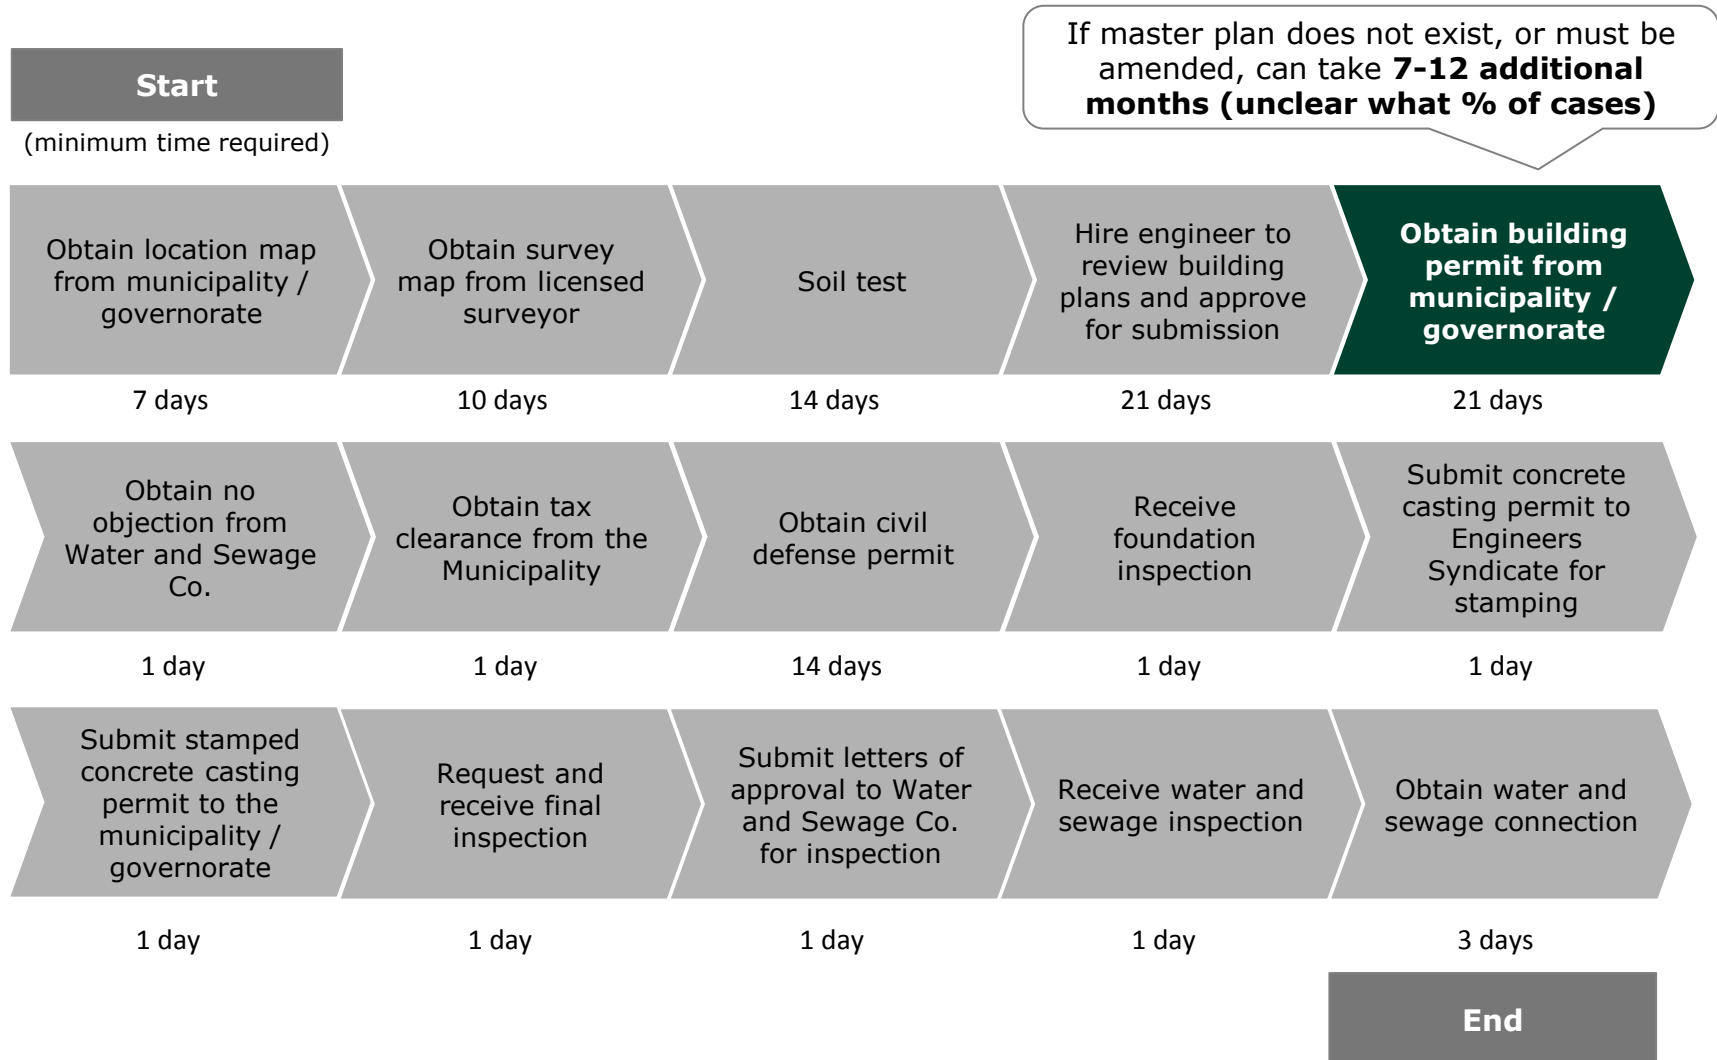 If master plan does not exist, or must be
amended, can take 7-12 additional
months (unclear what % of cases)
Start
(minimum time required)
Obtain location map
from municipality /
governorate
Obtain survey
map from licensed
surveyor
Soil test
Hire engineer to
review building
plans and approve
for submission
Obtain building
permit from
municipality /
governorate
7 days
10 days
14 days
21 days
21 days
Obtain no
objection from
Water and Sewage
Co.
Obtain tax
clearance from the
Municipality
Obtain civil
defense permit
Receive
foundation
inspection
Submit concrete
casting permit to
Engineers
Syndicate for
stamping
1 day
1 day
14 days
1 day
1 day
Submit stamped
concrete casting
permit to the
municipality /
governorate
Request and
receive final
inspection
Submit letters of
approval to Water
and Sewage Co.
for inspection
Receive water and
sewage inspection
Obtain water and
sewage connection
1 day
1 day
1 day
1 day
3 days
End